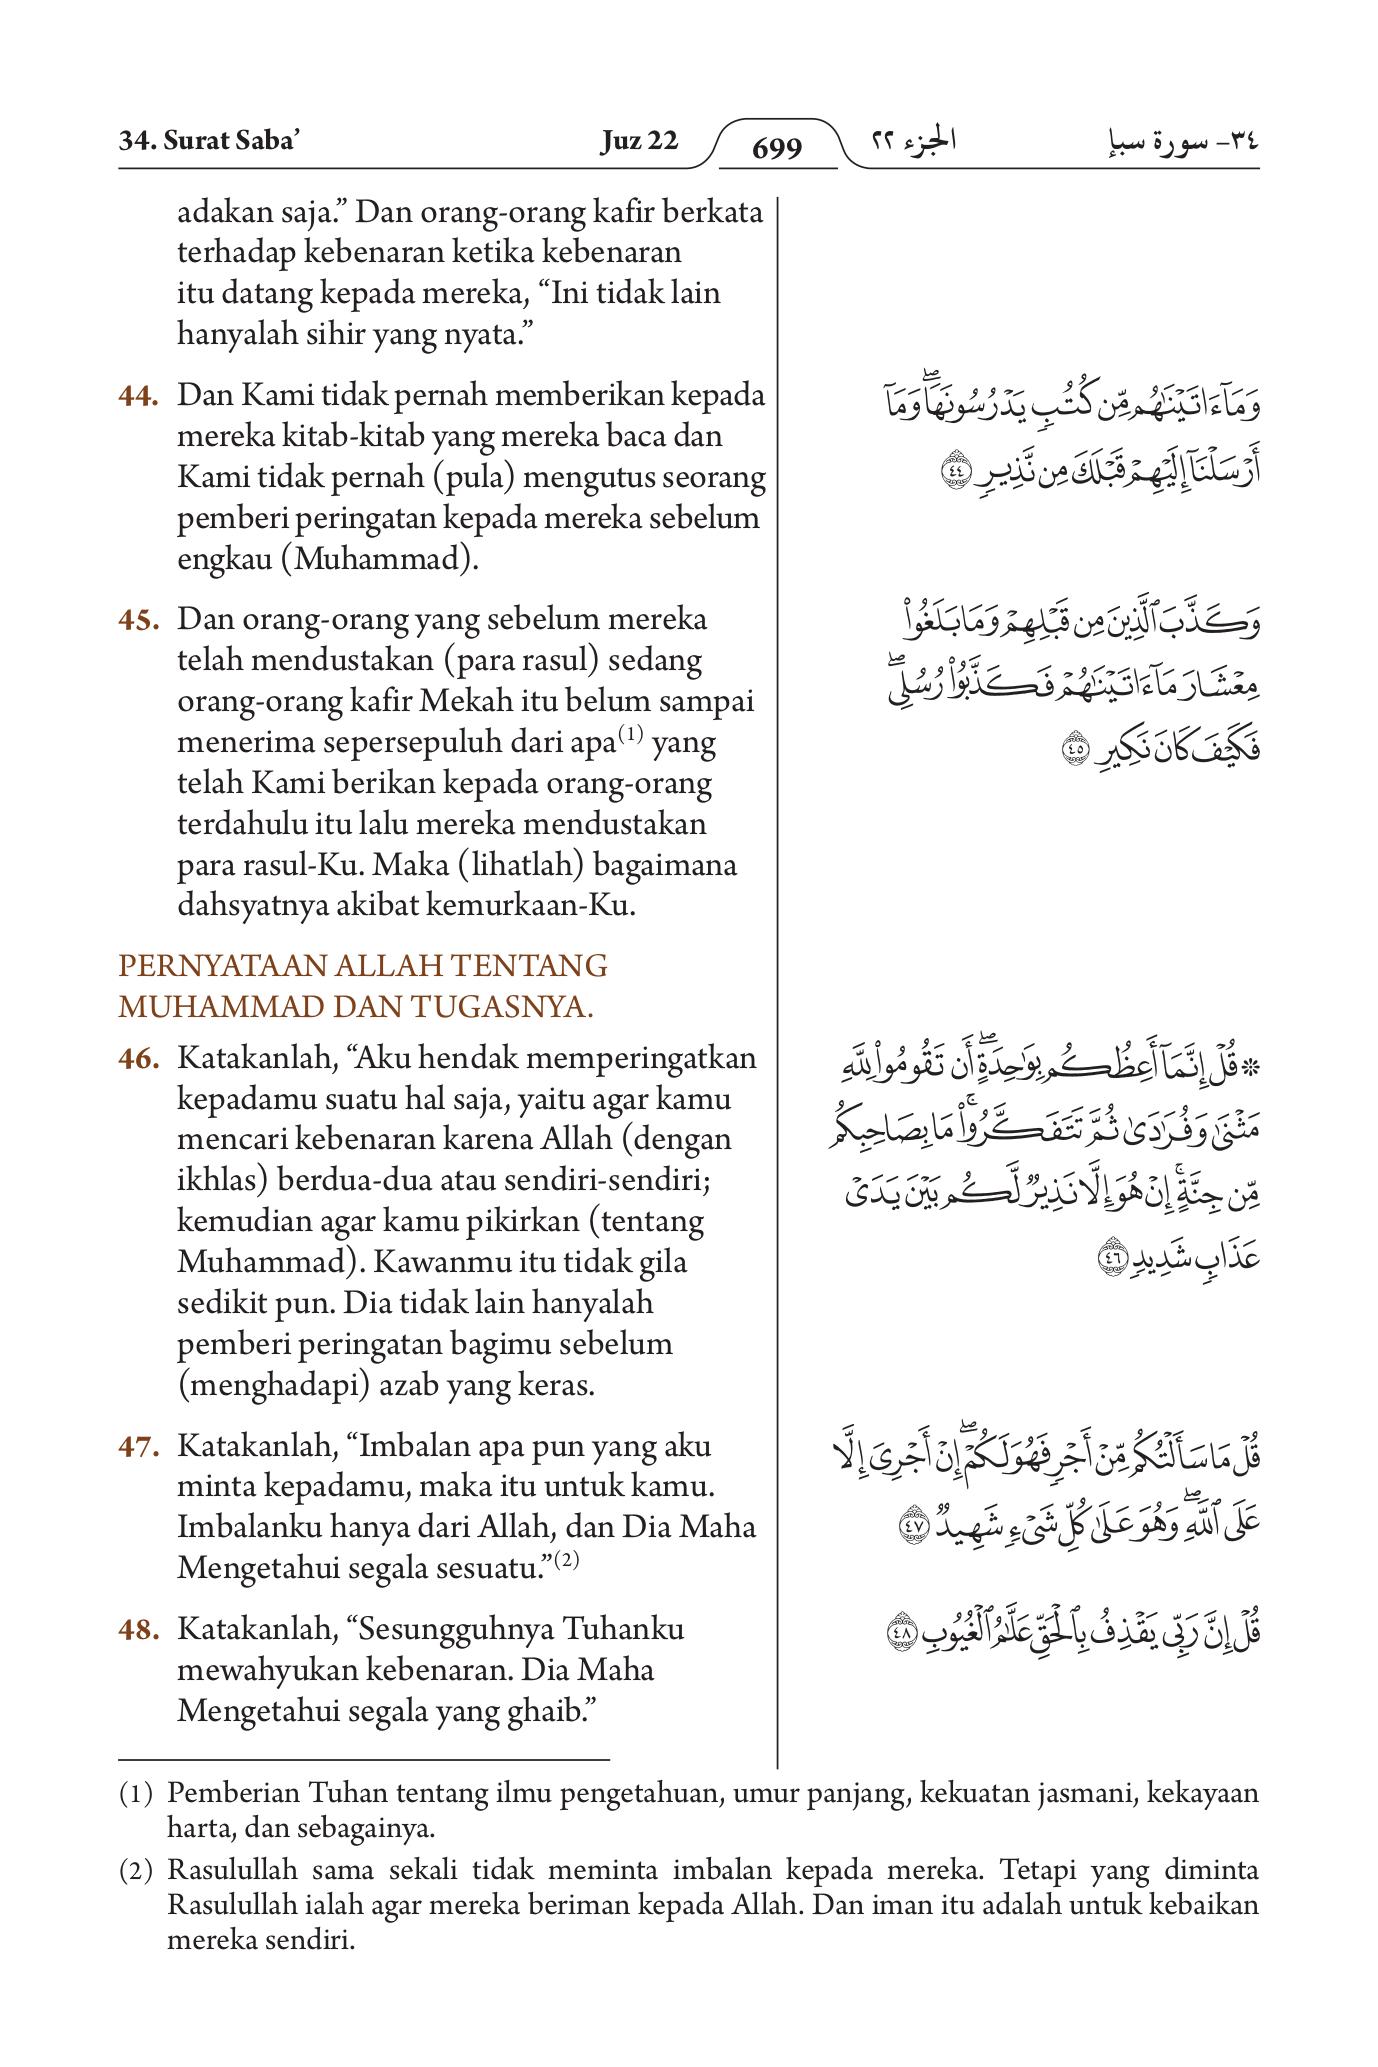 34. Surat Saba’ Juz 22 699 الجزء ٢٢ ٣٤- سورة سبإ
adakan saja.” Dan orang-orang kafir berkata
terhadap kebenaran ketika kebenaran
itu datang kepada mereka, “Ini tidak lain
hanyalah sihir yang nyata.”
44. Dan Kami tidak pernah memberikan kepada
mereka kitab-kitab yang mereka baca dan
Kami tidak pernah (pula) mengutus seorang
pemberi peringatan kepada mereka sebelum
engkau (Muhammad).
وَمَآ ءَاتَيۡنَٰهُم مِّن كُتُبٖ يَدۡرُسُونَهَاۖ وَمَآ
أَرۡسَلۡنَآ إِلَيۡهِمۡ قَبۡلَكَ مِن نَّذِيرٖ ٤٤
45. Dan orang-orang yang sebelum mereka
telah mendustakan (para rasul) sedang
orang-orang kafir Mekah itu belum sampai
menerima sepersepuluh dari apa(1) yang
telah Kami berikan kepada orang-orang
terdahulu itu lalu mereka mendustakan
para rasul-Ku. Maka (lihatlah) bagaimana
dahsyatnya akibat kemurkaan-Ku.
وَكَذَّبَ ٱلَّذِينَ مِن قَبۡلِهِمۡ وَمَا بَلَغُواْ
مِعۡشَارَ مَآ ءَاتَيۡنَٰهُمۡ فَكَذَّبُواْ رُسُلِيۖ
فَكَيۡفَ كَانَ نَكِيرِ ٤٥
PERNYATAAN ALLAH TENTANG
MUHAMMAD DAN TUGASNYA.
46. Katakanlah, “Aku hendak memperingatkan
kepadamu suatu hal saja, yaitu agar kamu
mencari kebenaran karena Allah (dengan
ikhlas) berdua-dua atau sendiri-sendiri;
kemudian agar kamu pikirkan (tentang
Muhammad). Kawanmu itu tidak gila
sedikit pun. Dia tidak lain hanyalah
pemberi peringatan bagimu sebelum
(menghadapi) azab yang keras.
۞ قُلۡ إِنَّمَآ أَعِظُكُم بِوَٰحِدَةٍۖ أَن تَقُومُواْ لِلَّهِ
مَثۡنَىٰ وَفُرَٰدَىٰ ثُمَّ تَتَفَكَّرُواْۚ مَا بِصَاحِبِكُم
مِّن جِنَّةٍۚ إِنۡ هُوَ إِلَّا نَذِيرٞ لَّكُم بَيۡنَ يَدَيۡ
عَذَابٖ شَدِيدٖ ٤٦
47. Katakanlah, “Imbalan apa pun yang aku
minta kepadamu, maka itu untuk kamu.
Imbalanku hanya dari Allah, dan Dia Maha
Mengetahui segala sesuatu.”(2)
قُلۡ مَا سَأَلۡتُكُم مِّنۡ أَجۡرٖ فَهُوَ لَكُمۡۖ إِنۡ أَجۡرِيَ إِلَّا
عَلَى ٱللَّهِۖ وَهُوَ عَلَىٰ كُلِّ شَيۡءٖ شَهِيدٞ ٤٧
48. Katakanlah, “Sesungguhnya Tuhanku
mewahyukan kebenaran. Dia Maha
Mengetahui segala yang ghaib.”
قُلۡ إِنَّ رَبِّي يَقۡذِفُ بِٱلۡحَقِّ عَلَّٰمُ ٱلۡغُيُوبِ ٤٨
(1) Pemberian Tuhan tentang ilmu pengetahuan, umur panjang, kekuatan jasmani, kekayaan
harta, dan sebagainya.
(2) Rasulullah sama sekali tidak meminta imbalan kepada mereka. Tetapi yang diminta
Rasulullah ialah agar mereka beriman kepada Allah. Dan iman itu adalah untuk kebaikan
mereka sendiri.